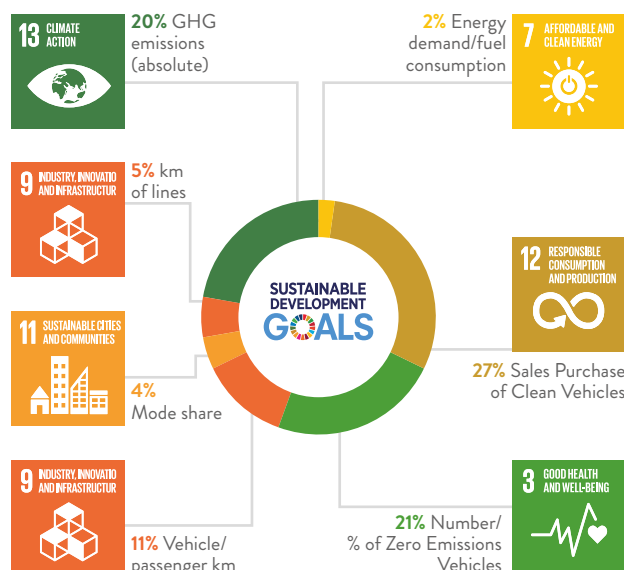 13 CLIMATE
ACTION
20% GHG
emissions
(absolute)
2% Energy
demand/fuel
consumption
7 AFFORDABLE AND
CLEAN ENERGY
9 INDUSTRY, INNOVATIO
AND INFRASTRUCTUR
5% km
of lines
SUSTAINABLE
DEVELOPMENT
GOALS
12 RESPONSIBLE
CONSUMPTION
AND PRODUCTION
11 SUSTAINABLE CITIES
AND COMMUNITIES
4%
Mode share
27% Sales Purchase
of Clean Vehicles
9 INDUSTRY, INNOVATIO
AND INFRASTRUCTUR
11% Vehicle/
passenger km
21% Number/
% of Zero Emissions
Vehicles
3 GOOD HEALTH
AND WELL-BEING